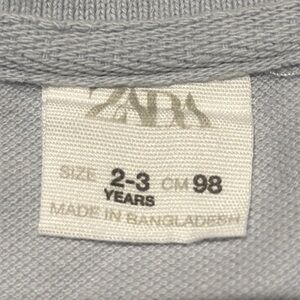 ZARA
SIZE 2-3 CM 98
YEARS
MADE IN BANGLADESH